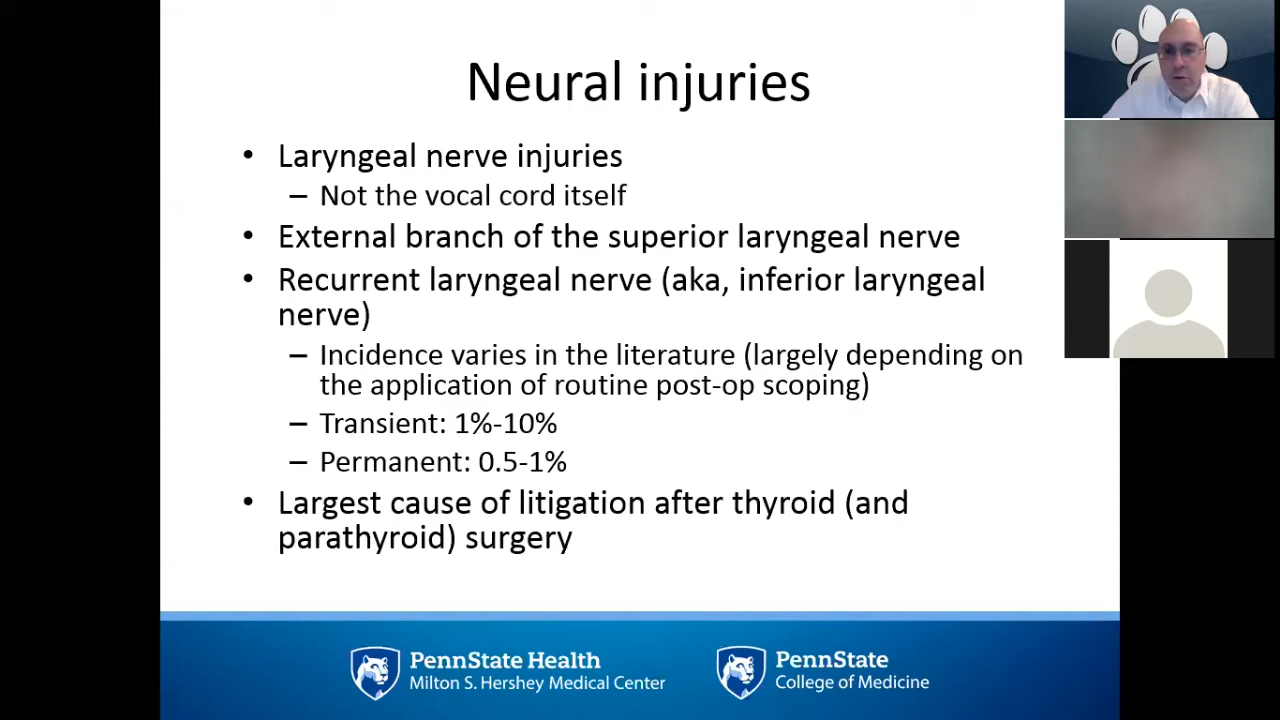 Neural injuries
• Laryngeal nerve injuries
– Not the vocal cord itself
• External branch of the superior laryngeal nerve
• Recurrent laryngeal nerve (aka, inferior laryngeal
nerve)
– Incidence varies in the literature (largely depending on
the application of routine post-op scoping)
– Transient: 1%-10%
– Permanent: 0.5-1%
• Largest cause of litigation after thyroid (and
parathyroid) surgery
PennState Health
Milton S. Hershey Medical Center
PennState
College of Medicine